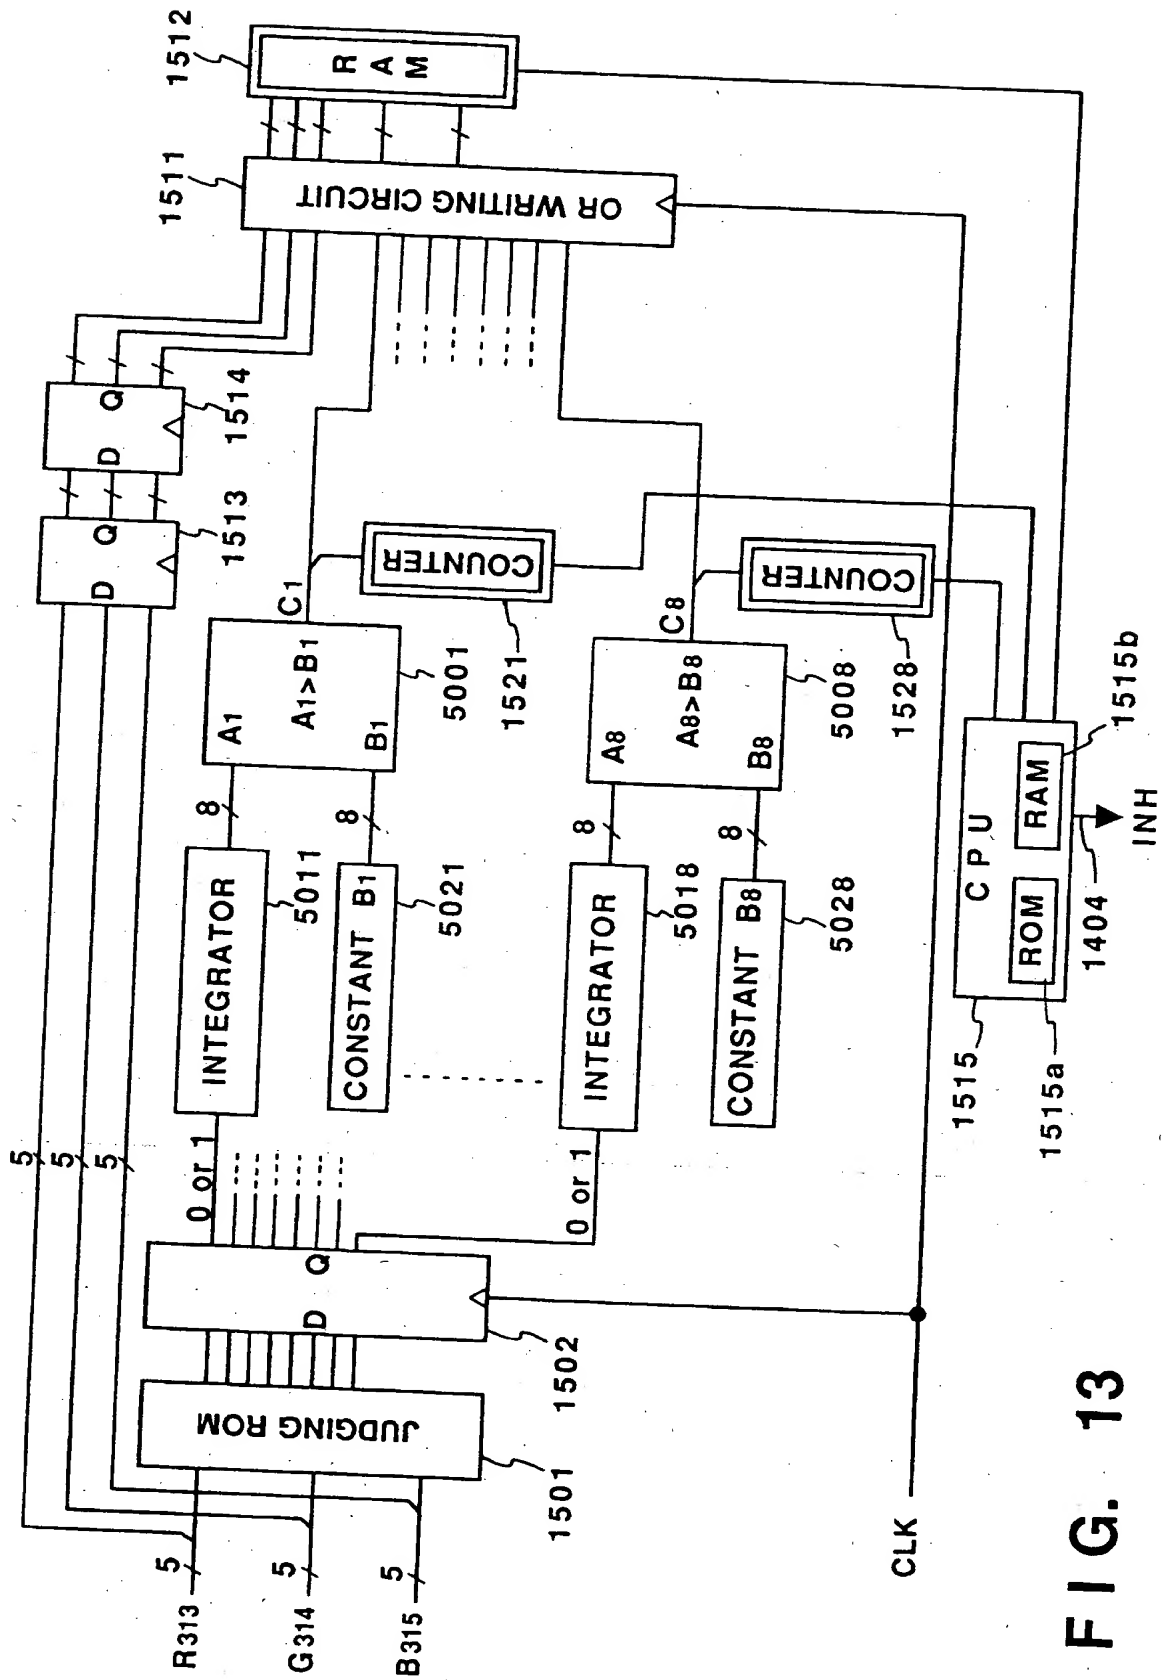 R313
5
G314
5
B315
5
5
5
5
JUDGING ROM
1501
D
Q
1502
0 or 1
0 or 1
INTEGRATOR
5011
8
CONSTANT B1
5021
8
A1
A1>B1
B1
5001
C1
COUNTER
1521
INTEGRATOR
5018
8
CONSTANT B8
5028
8
A8
A8>B8
B8
5008
C8
COUNTER
1528
D
Q
1513
D
Q
1514
OR WRITING CIRCUIT
1511
RAM
1512
CLK
CPU
ROM
RAM
1515
1515a
1515b
1404
INH
FIG. 13